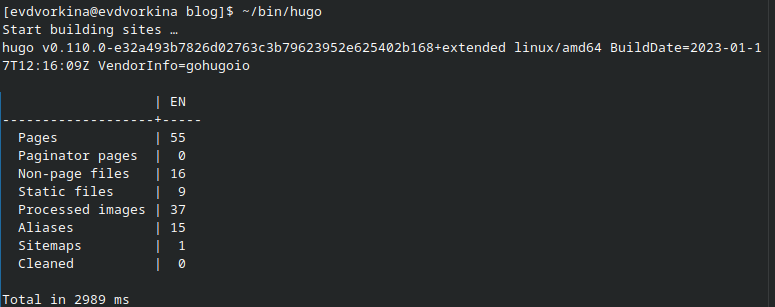 [evdvorkina@evdvorkina blog]$ ~/bin/hugo
Start building sites …
hugo v0.110.0-e32a493b7826d02763c3b79623952e625402b168+extended linux/amd64 BuildDate=2023-01-1
7T12:16:09Z VendorInfo=gohugoio
                   | EN
-------------------+-----
  Pages            | 55
  Paginator pages  |  0
  Non-page files   | 16
  Static files     |  9
  Processed images | 37
  Aliases          | 15
  Sitemaps         |  1
  Cleaned          |  0
Total in 2989 ms